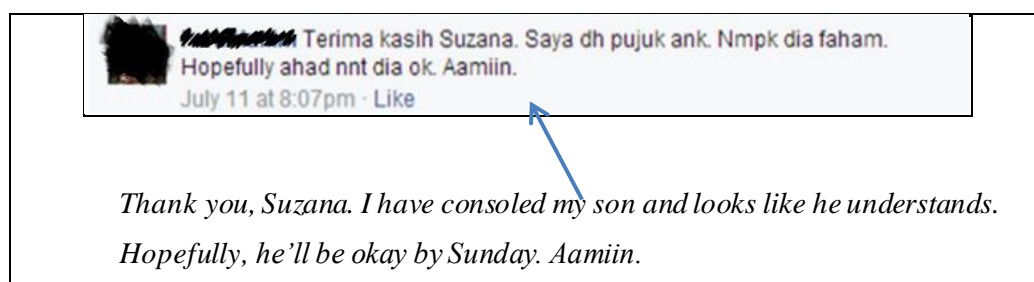 Terima kasih Suzana. Saya dh pujuk ank. Nmpk dia faham.
Hopefully ahad nnt dia ok. Aamiin.
July 11 at 8:07pm · Like
Thank you, Suzana. I have consoled my son and looks like he understands.
Hopefully, he’ll be okay by Sunday. Aamiin.